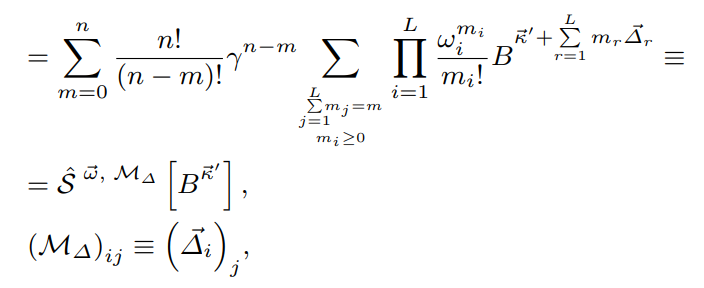 $= \sum_{m=0}^{n} \frac{n!}{(n-m)!} \gamma^{n-m} \sum_{\substack{\sum_{j=1}^{L} m_j = m \\ m_i \geq 0}} \prod_{i=1}^{L} \frac{\omega_i^{m_i}}{m_i!} B^{\vec{\kappa}' + \sum_{r=1}^{L} m_r \vec{\Delta}_r} \equiv$
$= \hat{\mathcal{S}}^{\,\vec{\omega},\, \mathcal{M}_\Delta} \left[ B^{\vec{\kappa}'} \right],$
$(\mathcal{M}_\Delta)_{ij} \equiv \left( \vec{\Delta}_i \right)_j,$